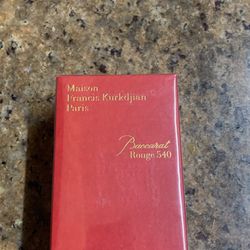 Maison
Francis Kurkdjian
Paris
Baccarat
Rouge 540